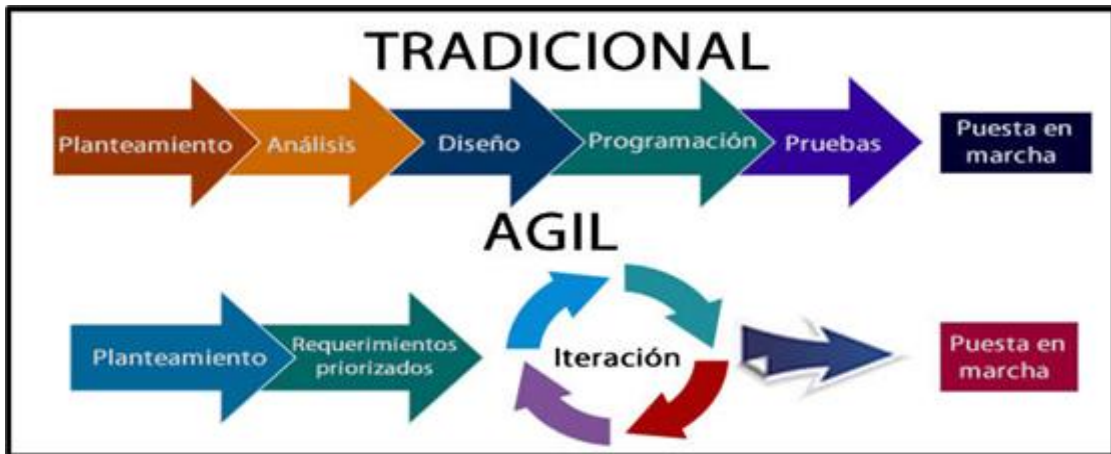 TRADICIONAL
Planteamiento
Análisis
Diseño
Programación
Pruebas
Puesta en
marcha
AGIL
Planteamiento
Requerimientos
priorizados
Iteración
Puesta en
marcha